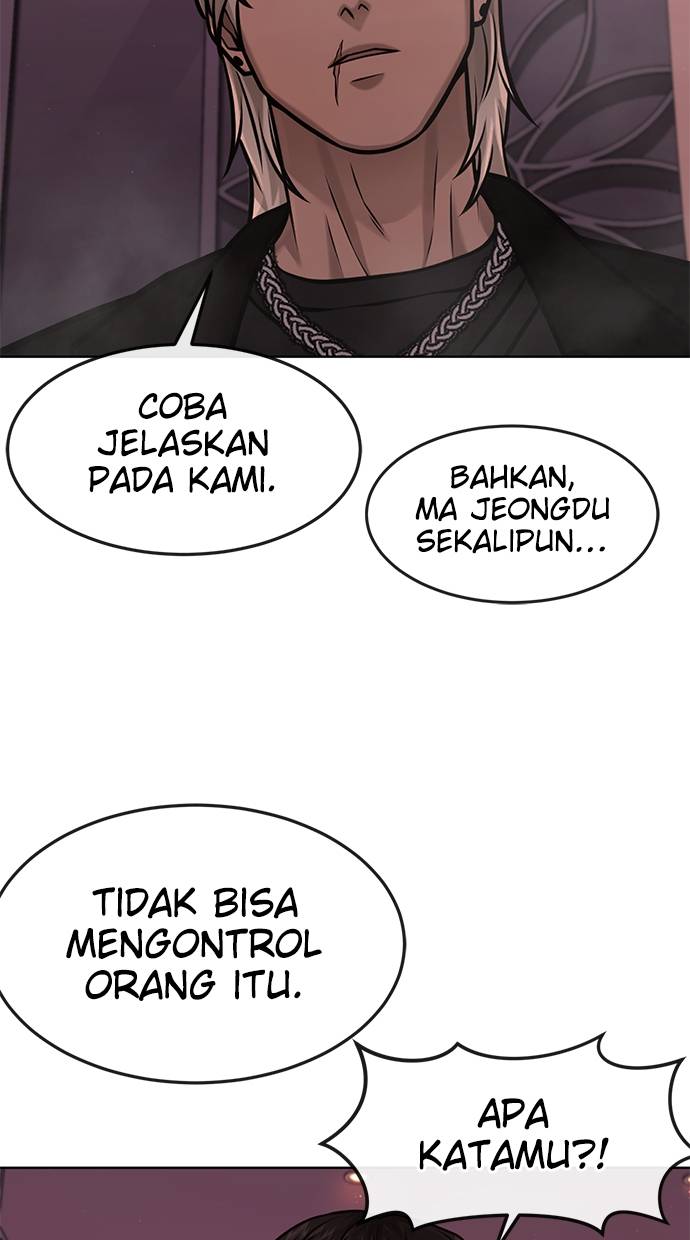 COBA
JELASKAN
PADA KAMI.
BAHKAN,
MA JEONGDU
SEKALIPUN...
TIDAK BISA
MENGONTROL
ORANG ITU.
APA
KATAMU?!